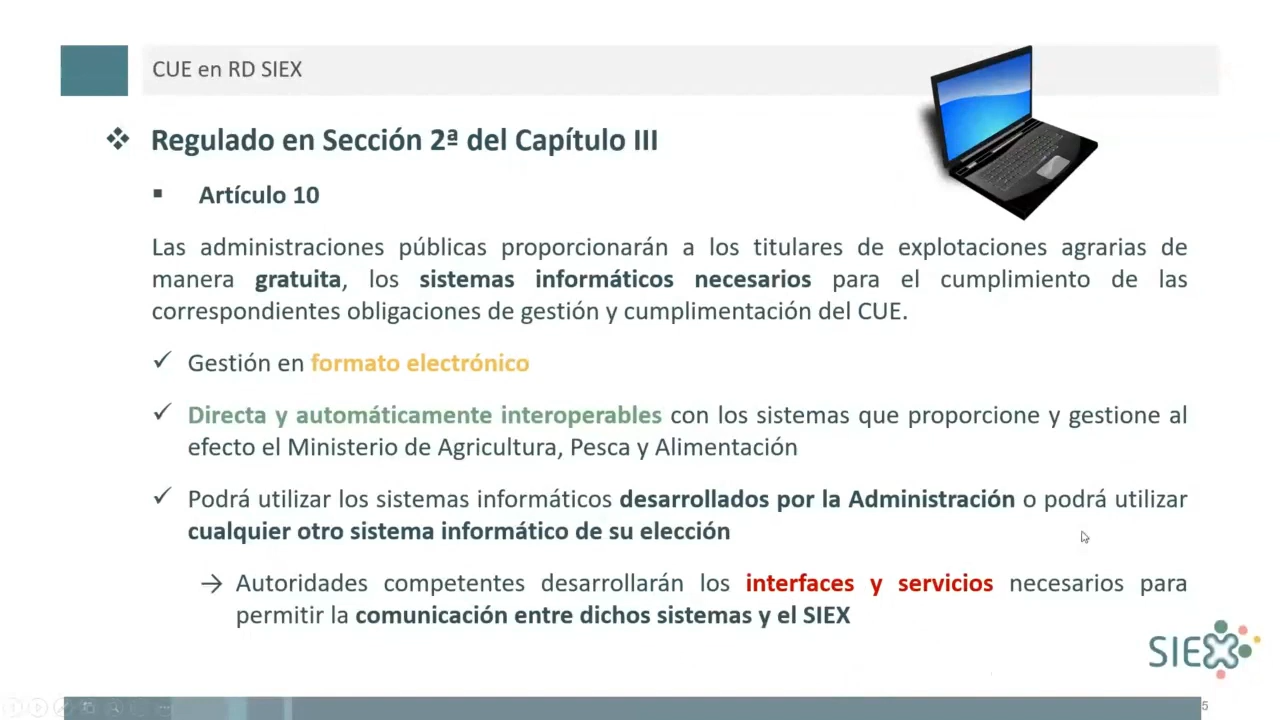 CUE en RD SIEX
❖ Regulado en Sección 2ª del Capítulo III
▪ Artículo 10
Las administraciones públicas proporcionarán a los titulares de explotaciones agrarias de
manera gratuita, los sistemas informáticos necesarios para el cumplimiento de las
correspondientes obligaciones de gestión y cumplimentación del CUE.
✓ Gestión en formato electrónico
✓ Directa y automáticamente interoperables con los sistemas que proporcione y gestione al
efecto el Ministerio de Agricultura, Pesca y Alimentación
✓ Podrá utilizar los sistemas informáticos desarrollados por la Administración o podrá utilizar
cualquier otro sistema informático de su elección
→ Autoridades competentes desarrollarán los interfaces y servicios necesarios para
permitir la comunicación entre dichos sistemas y el SIEX
SIEX
5